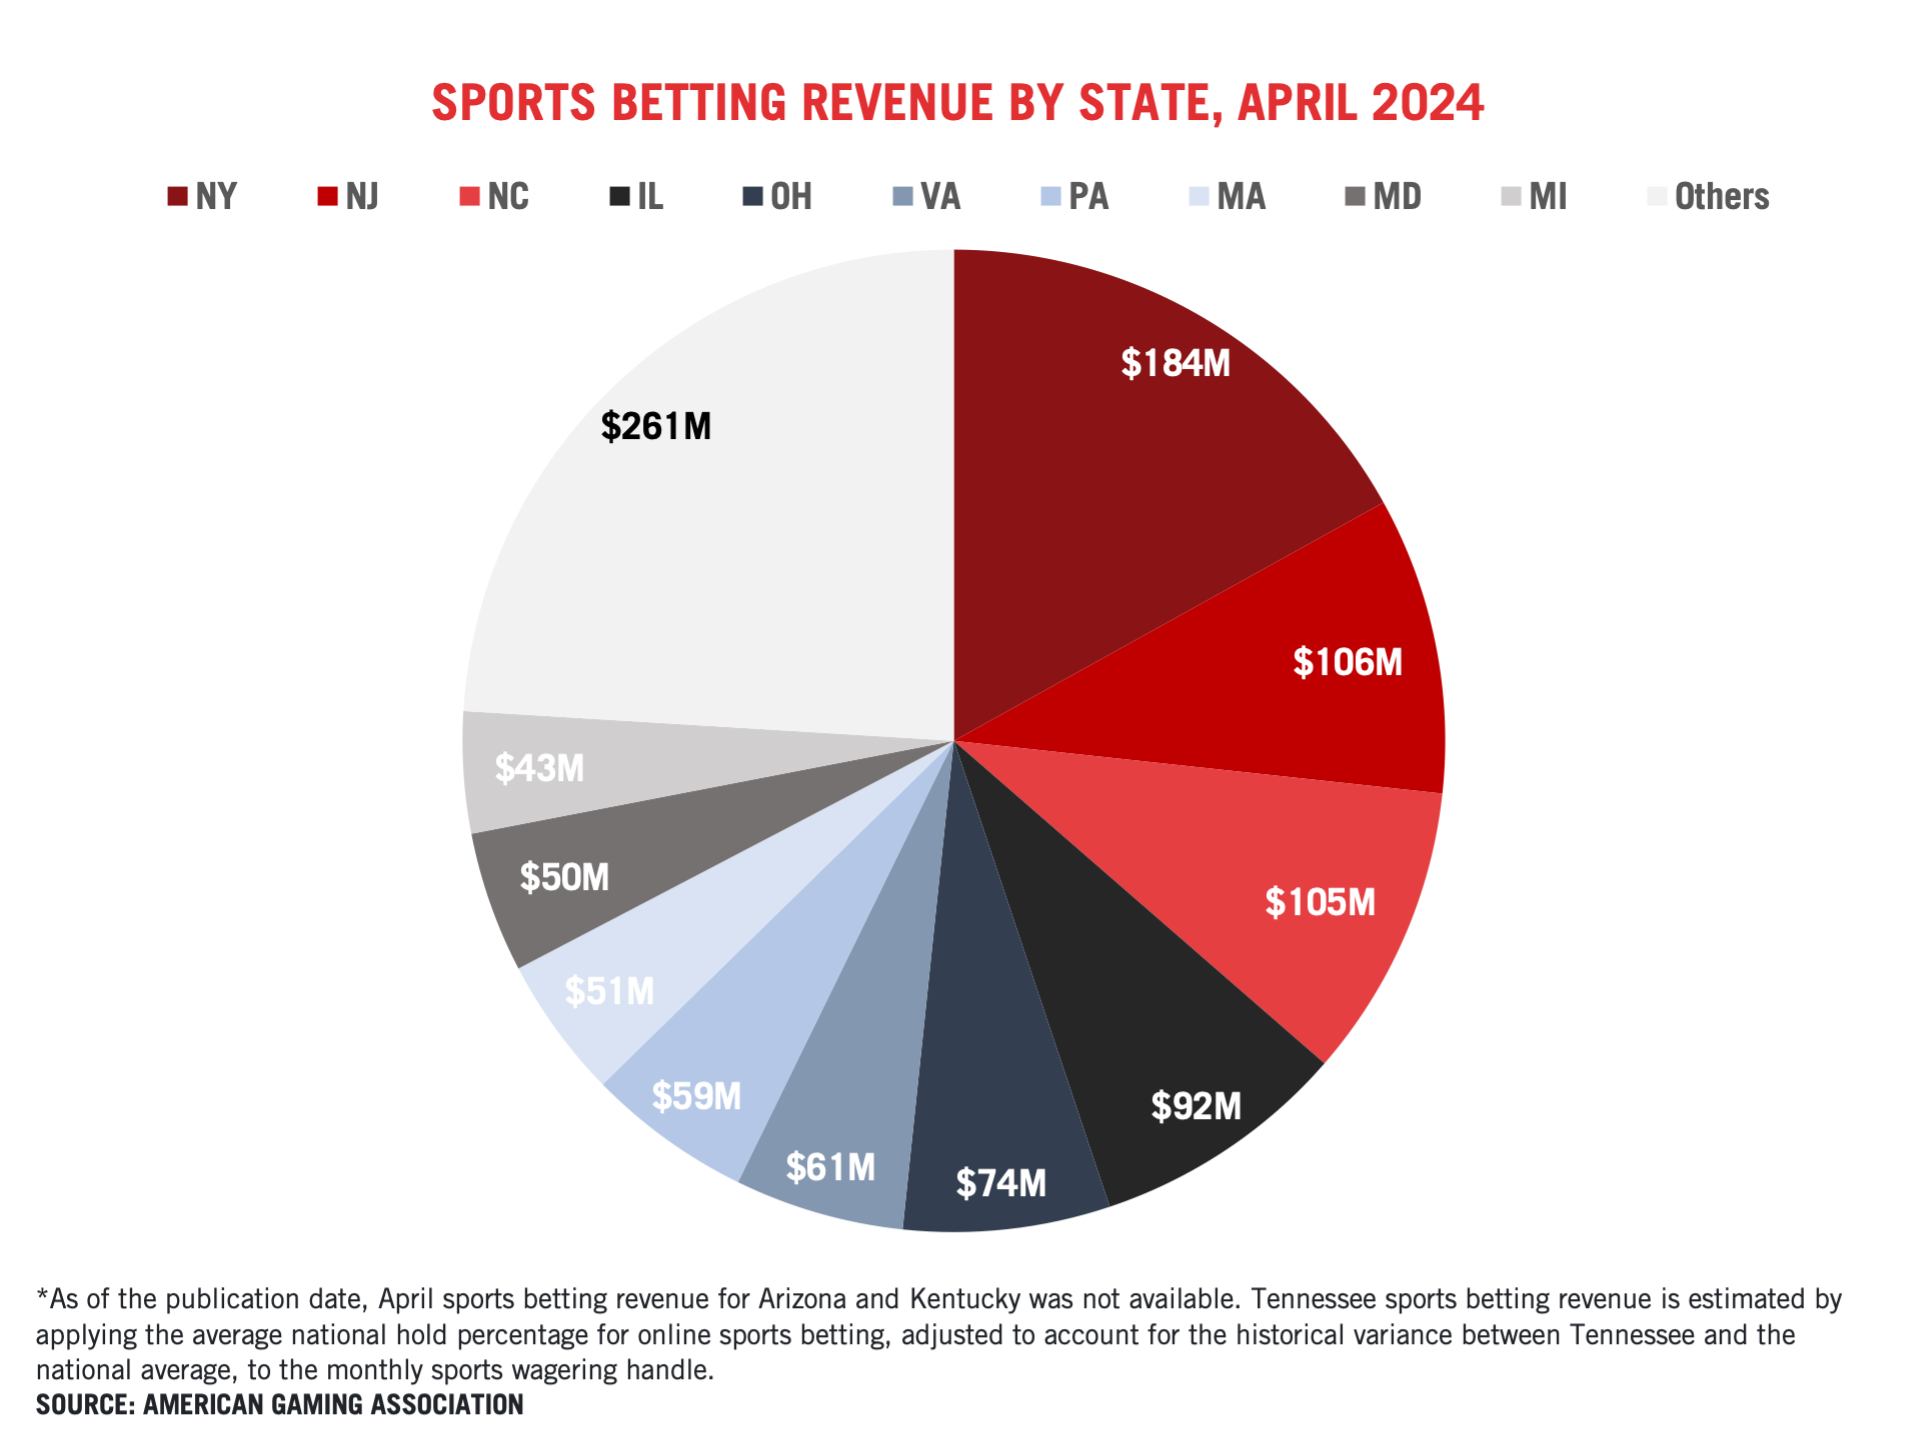 SPORTS BETTING REVENUE BY STATE, APRIL 2024
NY NJ NC IL OH VA PA MA MD MI Others
$184M
$261M
$106M
$43M
$50M
$105M
$51M
$59M
$92M
$61M
$74M
*As of the publication date, April sports betting revenue for Arizona and Kentucky was not available. Tennessee sports betting revenue is estimated by
applying the average national hold percentage for online sports betting, adjusted to account for the historical variance between Tennessee and the
national average, to the monthly sports wagering handle.
SOURCE: AMERICAN GAMING ASSOCIATION